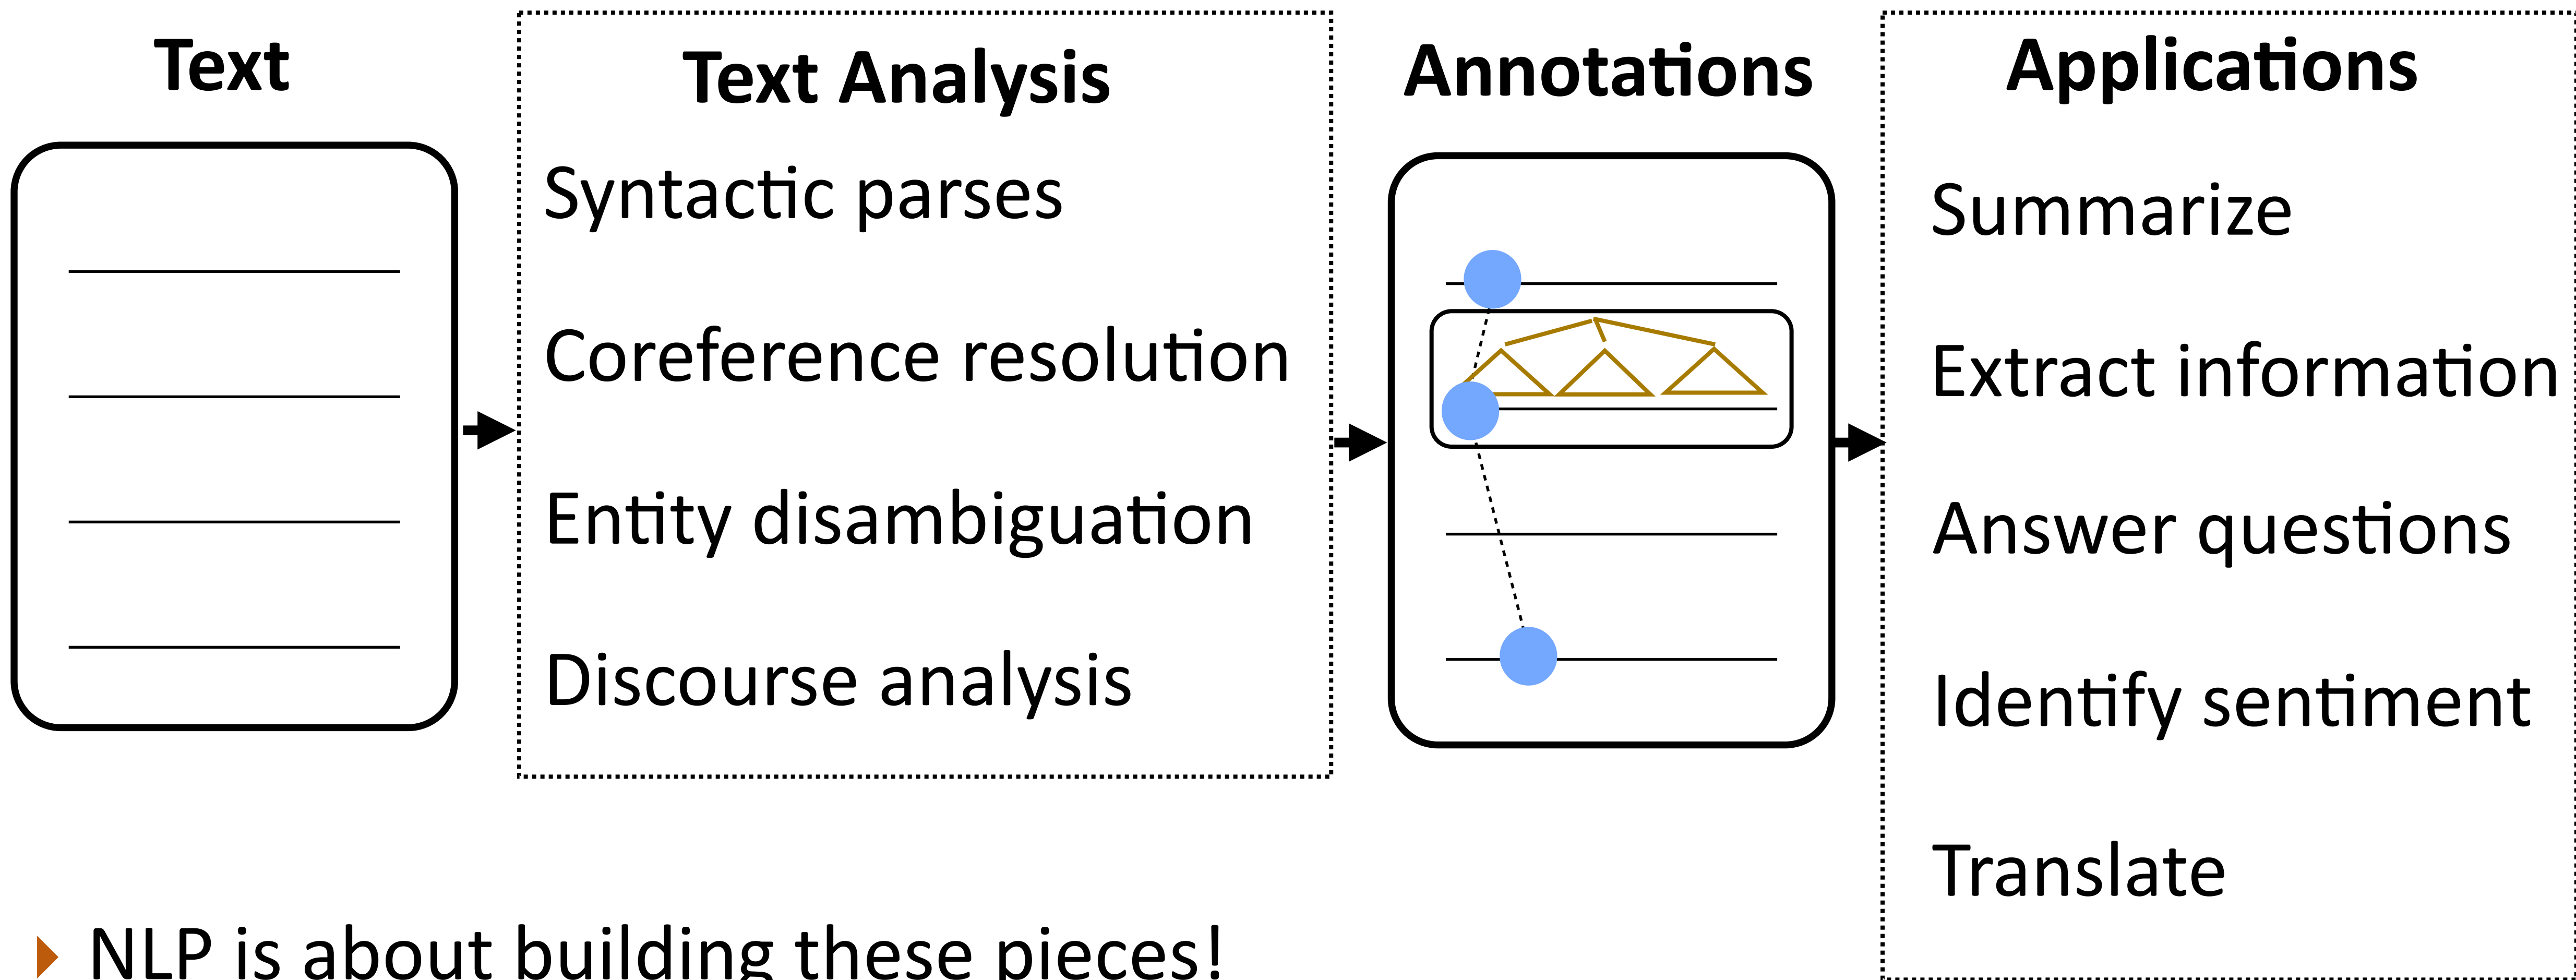 Text
Text Analysis
Syntactic parses
Coreference resolution
Entity disambiguation
Discourse analysis
Annotations
Applications
Summarize
Extract information
Answer questions
Identify sentiment
Translate
NLP is about building these pieces!